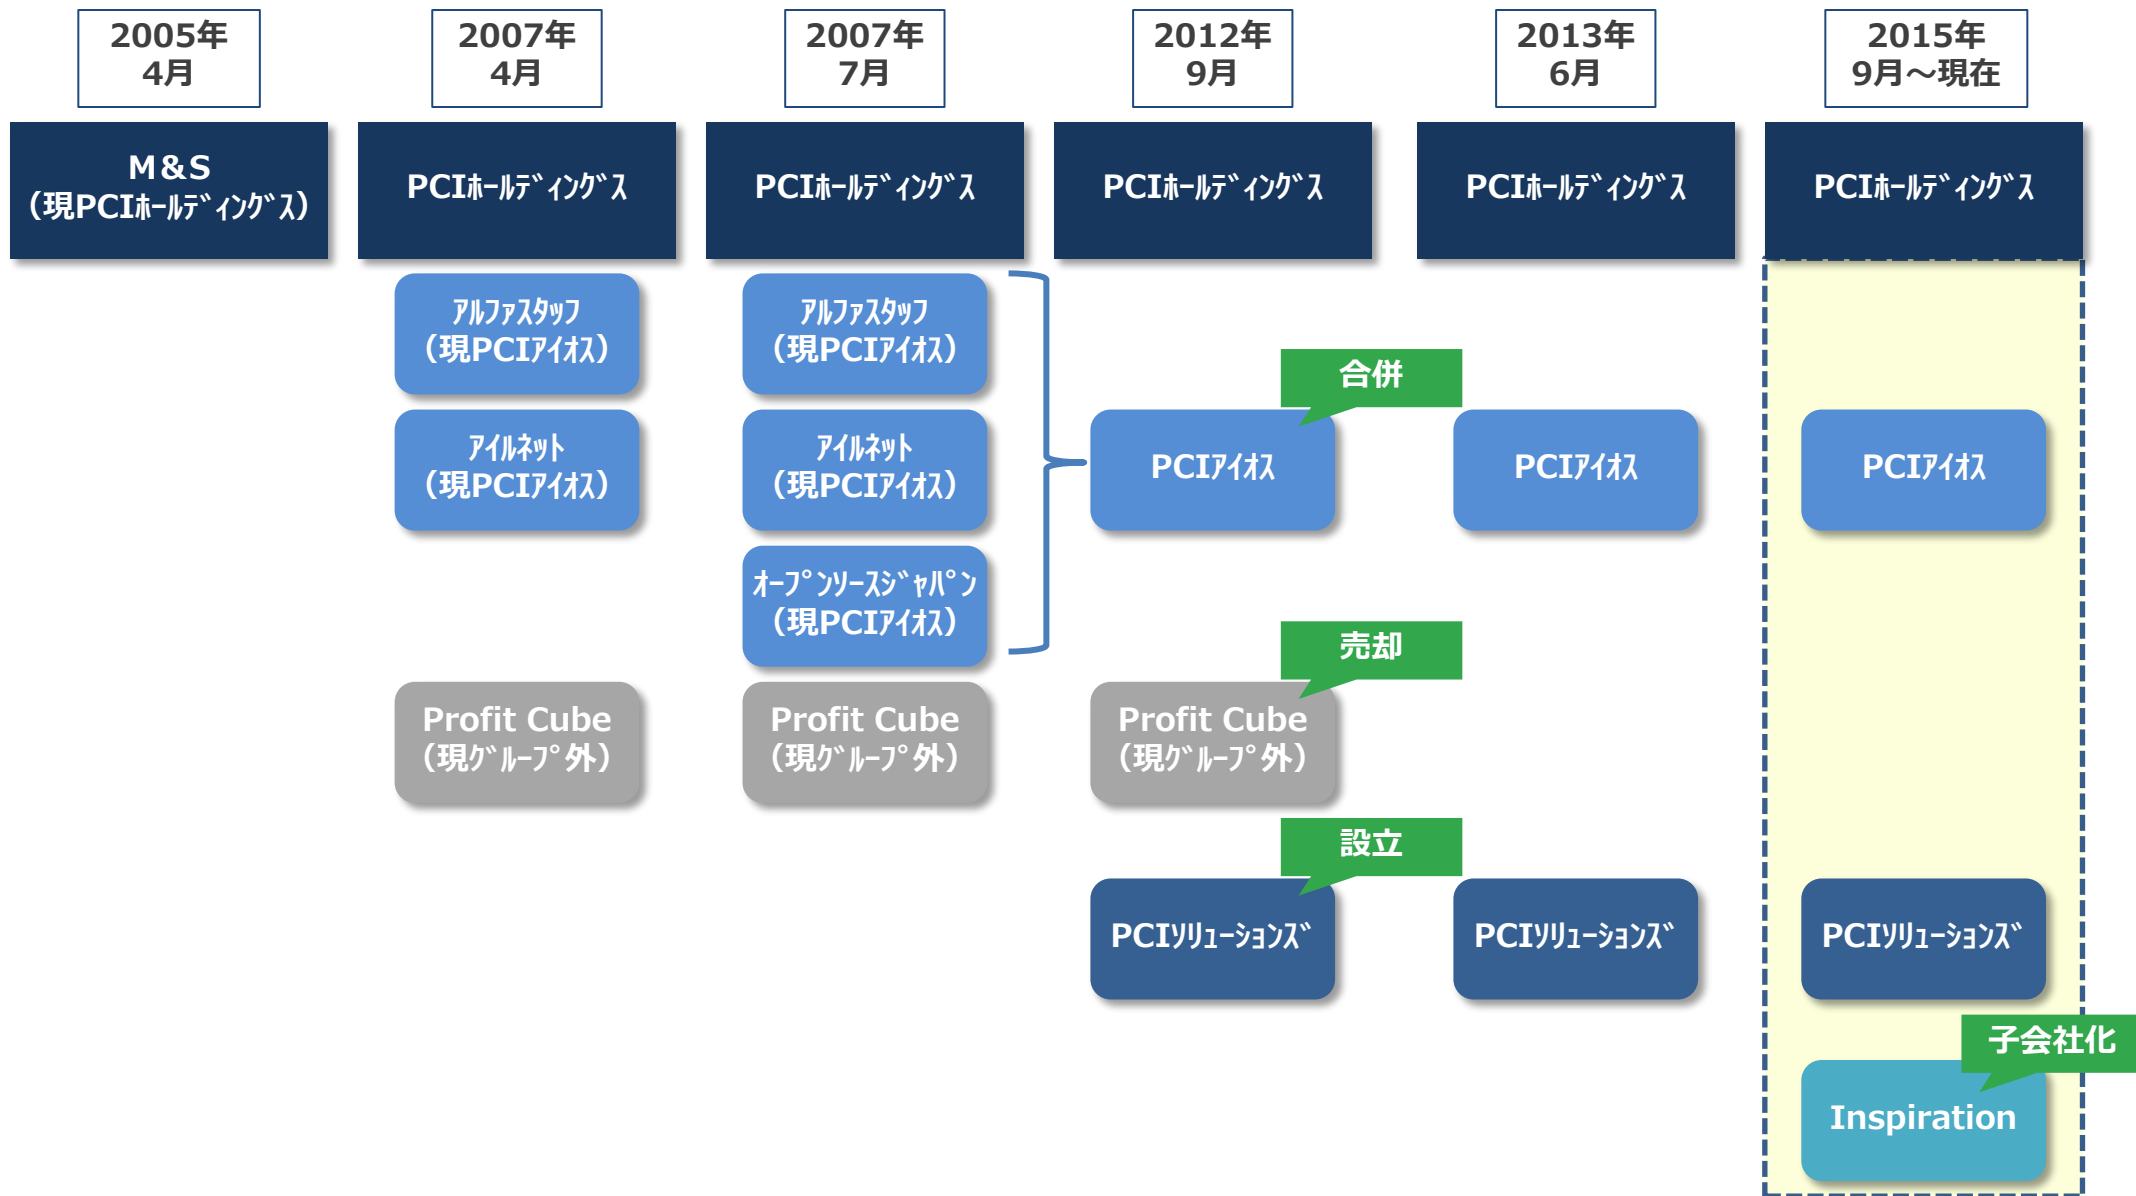 2005年
4月
2007年
4月
2007年
7月
2012年
9月
2013年
6月
2015年
9月～現在
M&S
（現PCIﾎｰﾙﾃﾞｨﾝｸﾞｽ）
PCIﾎｰﾙﾃﾞｨﾝｸﾞｽ
PCIﾎｰﾙﾃﾞｨﾝｸﾞｽ
PCIﾎｰﾙﾃﾞｨﾝｸﾞｽ
PCIﾎｰﾙﾃﾞｨﾝｸﾞｽ
PCIﾎｰﾙﾃﾞｨﾝｸﾞｽ
ｱﾙﾌｧｽﾀｯﾌ
（現PCIｱｲｵｽ）
ｱﾙﾌｧｽﾀｯﾌ
（現PCIｱｲｵｽ）
合併
ｱｲﾙﾈｯﾄ
（現PCIｱｲｵｽ）
ｱｲﾙﾈｯﾄ
（現PCIｱｲｵｽ）
PCIｱｲｵｽ
PCIｱｲｵｽ
PCIｱｲｵｽ
ｵｰﾌﾟﾝｿｰｽｼﾞｬﾊﾟﾝ
（現PCIｱｲｵｽ）
売却
Profit Cube
（現ｸﾞﾙｰﾌﾟ外）
Profit Cube
（現ｸﾞﾙｰﾌﾟ外）
Profit Cube
（現ｸﾞﾙｰﾌﾟ外）
設立
PCIｿﾘｭｰｼｮﾝｽﾞ
PCIｿﾘｭｰｼｮﾝｽﾞ
PCIｿﾘｭｰｼｮﾝｽﾞ
子会社化
Inspiration